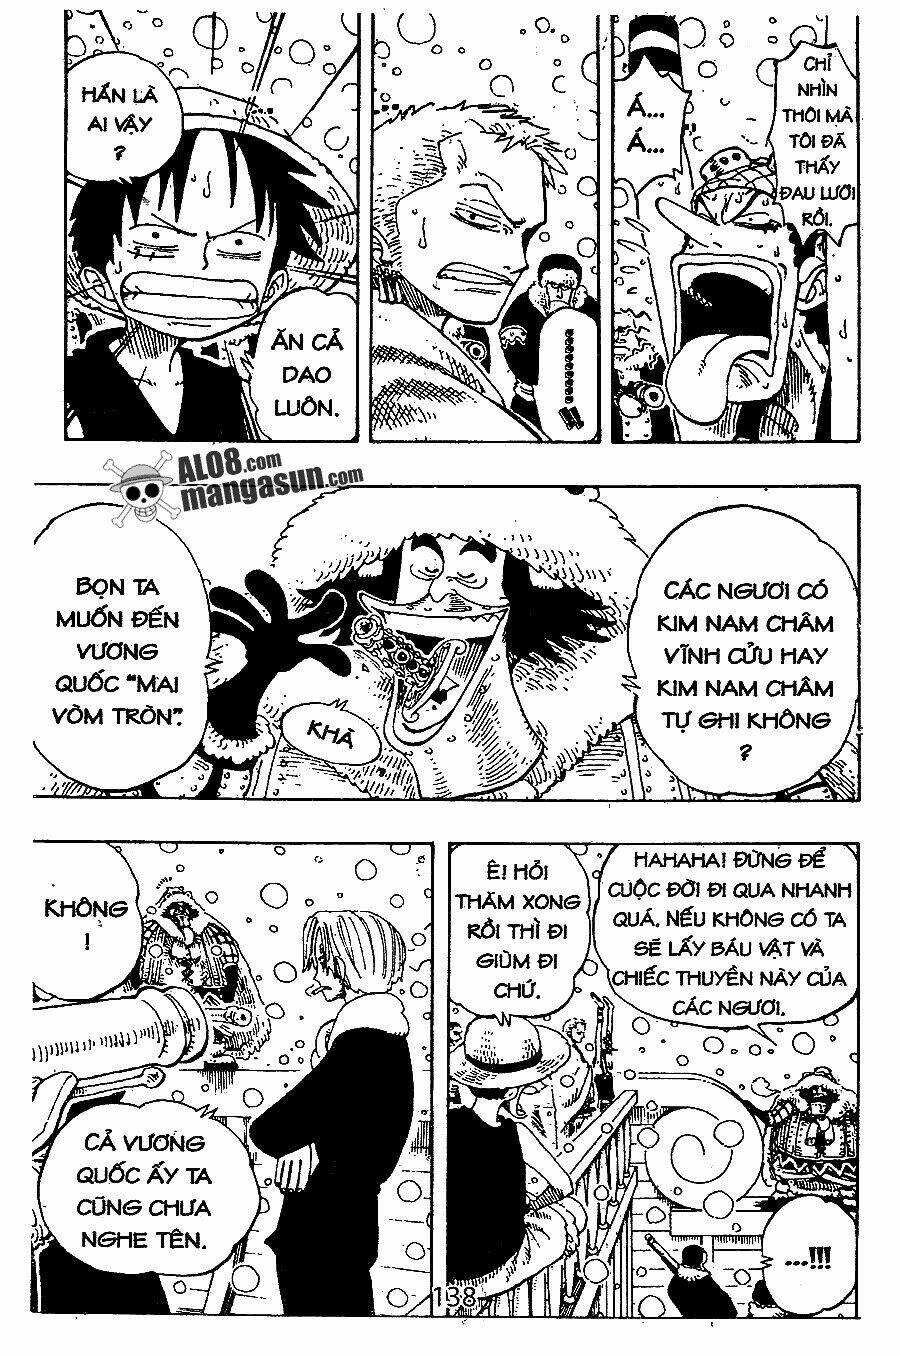 CHỈ
NHÌN
THÔI MÀ
TÔI ĐÃ
THẤY
ĐAU LƯỠI
RỒI.
Á...
Á...
.........!!
HẮN LÀ
AI VẬY
?
ĂN CẢ
DAO
LUÔN.
AL08.com
mangasun.com
CÁC NGƯƠI CÓ
KIM NAM CHÂM
VĨNH CỬU HAY
KIM NAM CHÂM
TỰ GHI KHÔNG
?
KHÀ
BỌN TA
MUỐN ĐẾN
VƯƠNG
QUỐC "MAI
VÒM TRÒN".
HAHAHA! ĐỪNG ĐỂ
CUỘC ĐỜI ĐI QUA NHANH
QUÁ. NẾU KHÔNG CÓ TA
SẼ LẤY BÁU VẬT VÀ
CHIẾC THUYỀN NÀY CỦA
CÁC NGƯƠI.
Ê! HỎI
THĂM XONG
RỒI THÌ ĐI
GIÙM ĐI
CHỨ.
...!!!
KHÔNG
!
CẢ VƯƠNG
QUỐC ẤY TA
CŨNG CHƯA
NGHE TÊN.
138